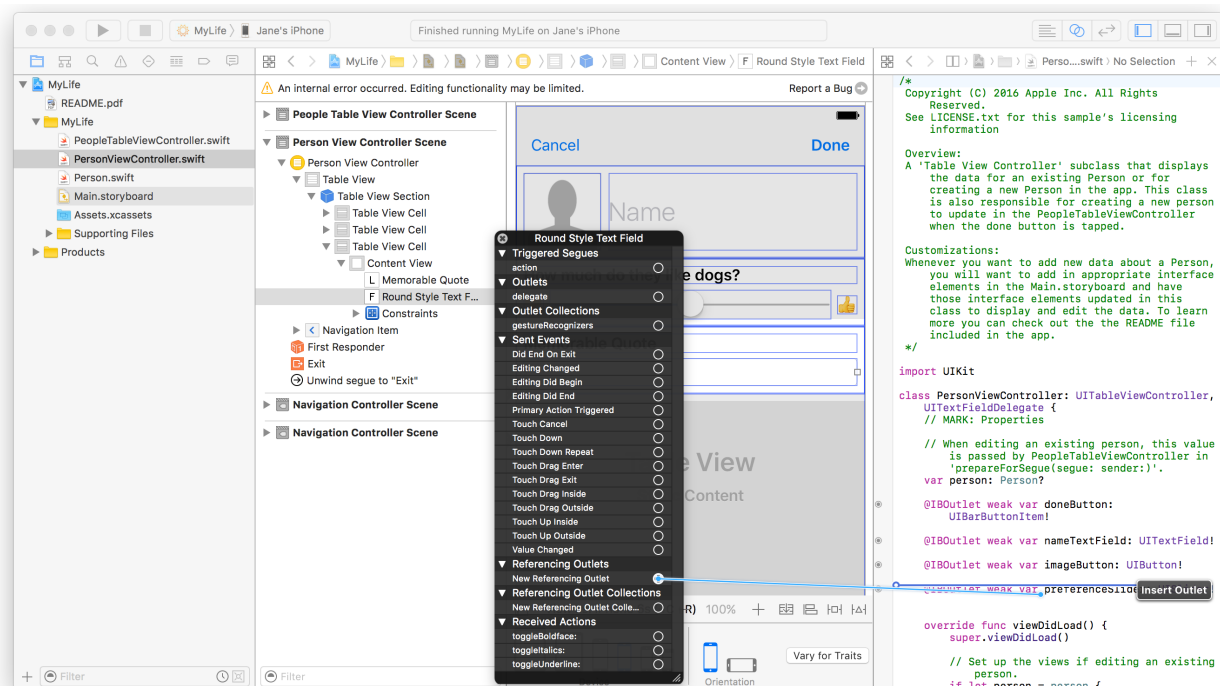 MyLife
Jane's iPhone
Finished running MyLife on Jane's iPhone
MyLife
README.pdf
MyLife
PeopleTableViewController.swift
PersonViewController.swift
Person.swift
Main.storyboard
Assets.xcassets
Supporting Files
Products
Filter
MyLife
Content View
F Round Style Text Field
An internal error occurred. Editing functionality may be limited.
Report a Bug
People Table View Controller Scene
Person View Controller Scene
Person View Controller
Table View
Table View Section
Table View Cell
Table View Cell
Table View Cell
Content View
L Memorable Quote
F Round Style Text F...
Constraints
Navigation Item
First Responder
Exit
Unwind segue to "Exit"
Navigation Controller Scene
Navigation Controller Scene
Filter
Cancel
Done
Name
Round Style Text Field
Triggered Segues
action
Outlets
delegate
Outlet Collections
gestureRecognizers
Sent Events
Did End On Exit
Editing Changed
Editing Did Begin
Editing Did End
Primary Action Triggered
Touch Cancel
Touch Down
Touch Down Repeat
Touch Drag Enter
Touch Drag Exit
Touch Drag Inside
Touch Drag Outside
Touch Up Inside
Touch Up Outside
Value Changed
Referencing Outlets
New Referencing Outlet
Referencing Outlet Collections
New Referencing Outlet Colle...
Received Actions
toggleBoldface:
toggleItalics:
toggleUnderline:
much do they like dogs?
Quote
View
Content
R) 100%
Vary for Traits
Orientation
Perso....swift
No Selection
/*
Copyright (C) 2016 Apple Inc. All Rights
Reserved.
See LICENSE.txt for this sample's licensing
information
Overview:
A 'Table View Controller' subclass that displays
the data for an existing Person or for
creating a new Person in the app. This class
is also responsible for creating a new person
to update in the PeopleTableViewController
when the done button is tapped.
Customizations:
Whenever you want to add new data about a Person,
you will want to add in appropriate interface
elements in the Main.storyboard and have
those interface elements updated in this
class to display and edit the data. To learn
more you can check out the the README file
included in the app.
*/
import UIKit
class PersonViewController: UITableViewController,
UITextFieldDelegate {
// MARK: Properties
// When editing an existing person, this value
is passed by PeopleTableViewController in
'prepareForSegue(segue: sender:)'.
var person: Person?
@IBOutlet weak var doneButton:
UIBarButtonItem!
@IBOutlet weak var nameTextField: UITextField!
@IBOutlet weak var imageButton: UIButton!
@IBOutlet weak var preferenceSlide
Insert Outlet
override func viewDidLoad() {
super.viewDidLoad()
// Set up the views if editing an existing
person.
if let person = person {